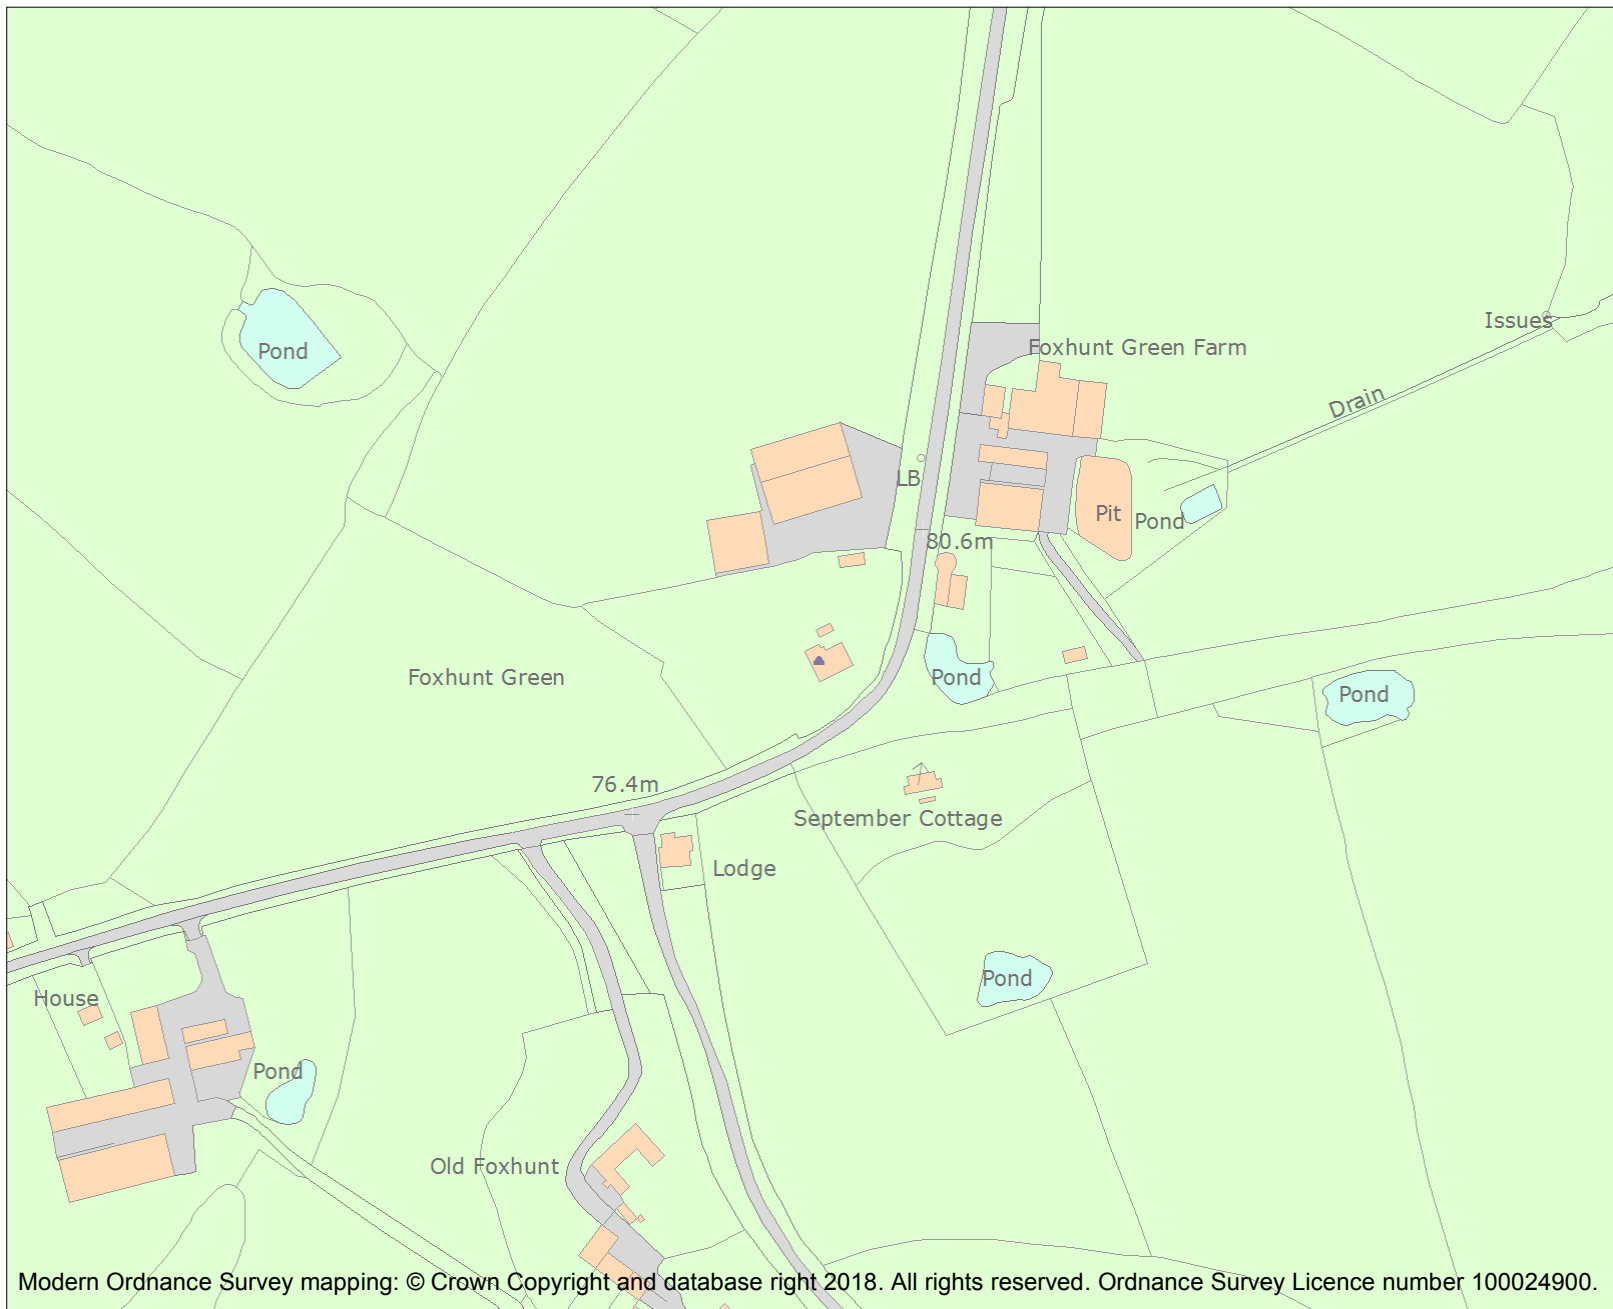 Issues
Foxhunt Green Farm
Pond
Drain
LB
Pit
Pond
80.6m
Foxhunt Green
Pond
Pond
76.4m
September Cottage
Lodge
Pond
House
Pond
Old Foxhunt
Modern Ordnance Survey mapping: © Crown Copyright and database right 2018. All rights reserved. Ordnance Survey Licence number 100024900.